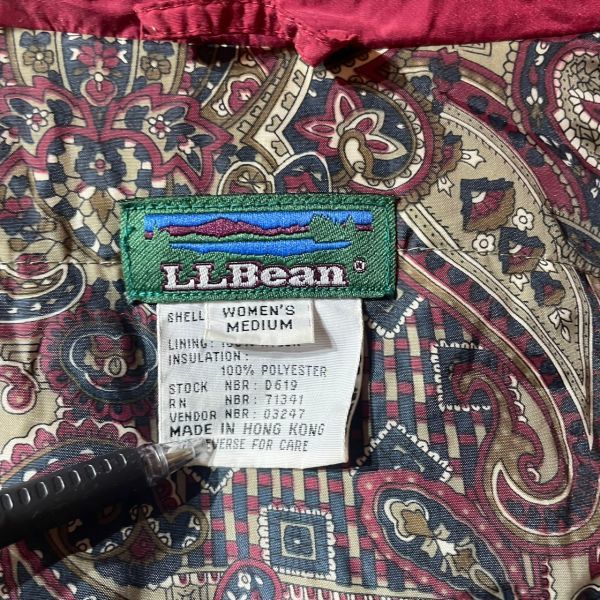 L.L.Bean ®
SHELL
WOMEN'S
MEDIUM
LINING:
INSULATION:
100% POLYESTER
STOCK NBR: D619
RN NBR: 71341
VENDOR NBR: 03247
MADE IN HONG KONG
EVERSE FOR CARE